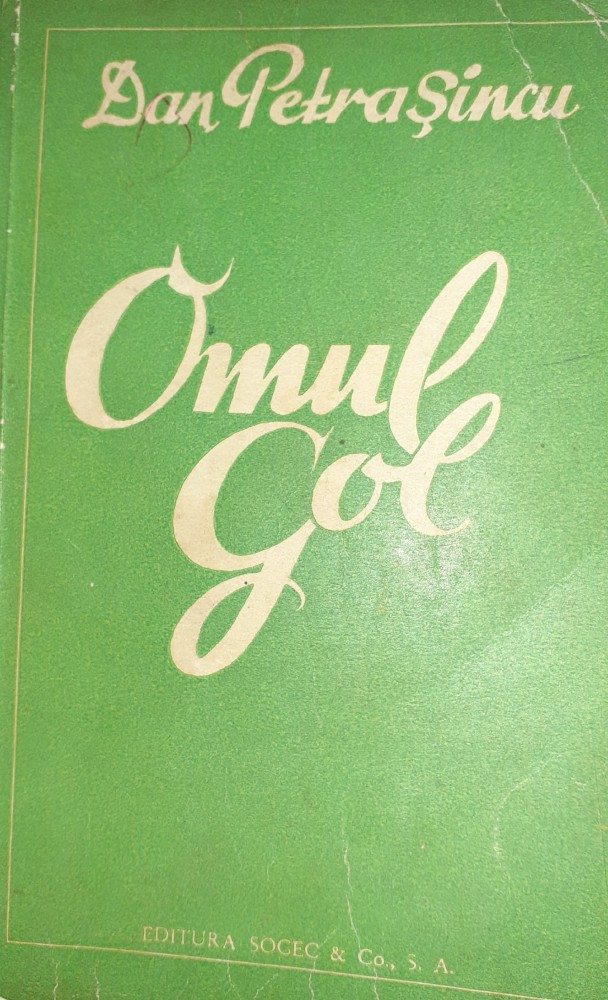 Dan Petrașincu
Omul
Gol
EDITURA SOCEC & Co., S. A.